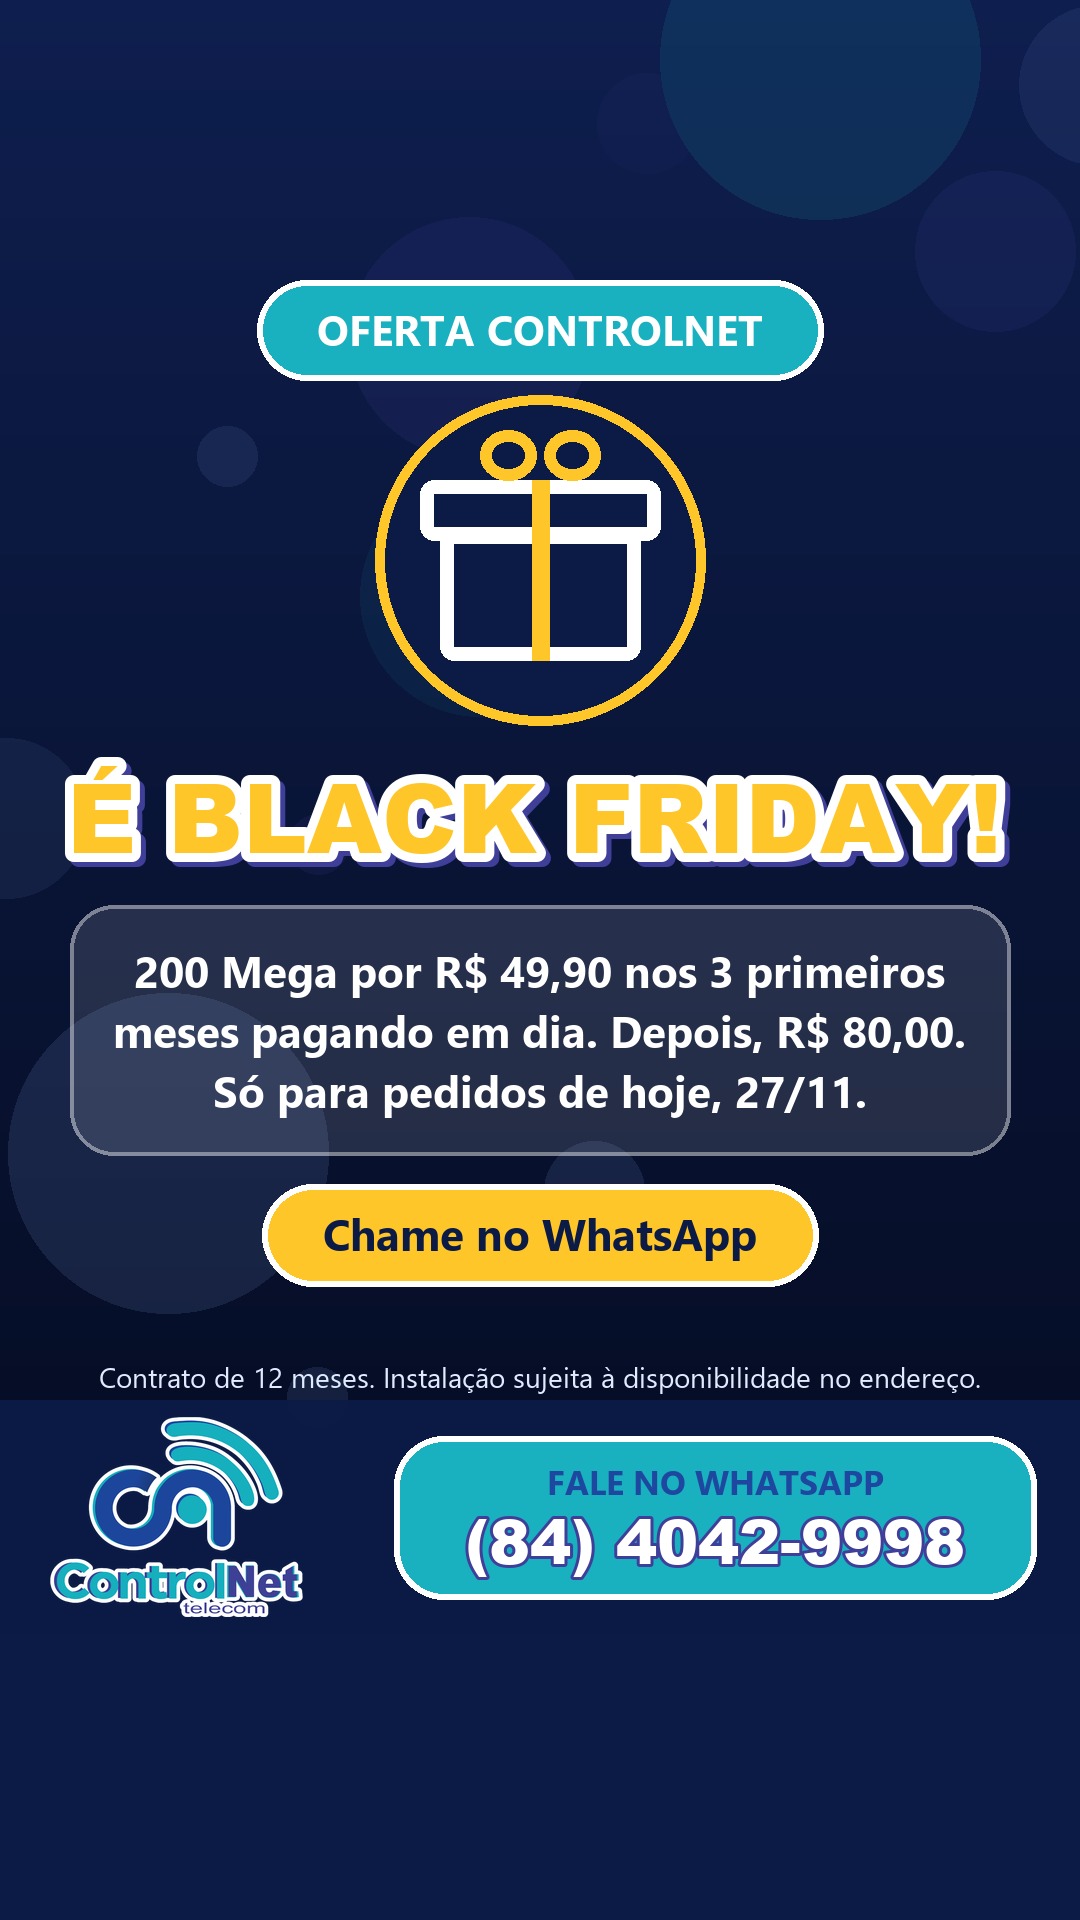 OFERTA CONTROLNET
É BLACK FRIDAY!
200 Mega por R$ 49,90 nos 3 primeiros
meses pagando em dia. Depois, R$ 80,00.
Só para pedidos de hoje, 27/11.
Chame no WhatsApp
Contrato de 12 meses. Instalação sujeita à disponibilidade no endereço.
ControlNet
telecom
FALE NO WHATSAPP
(84) 4042-9998